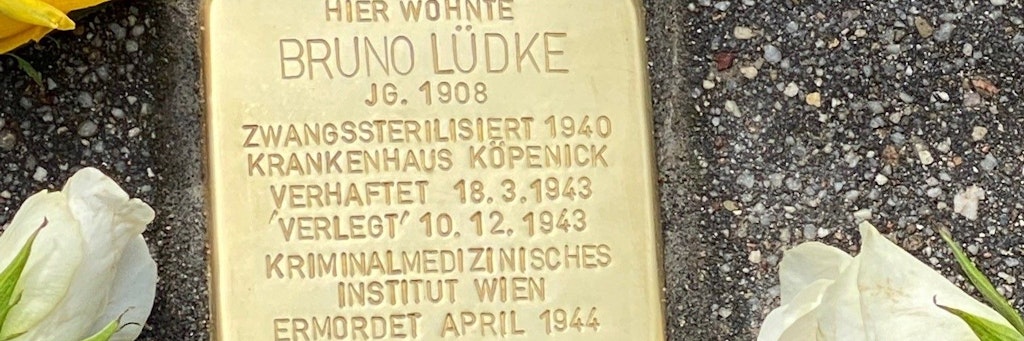 HIER WOHNTE
BRUNO LÜDKE
JG. 1908
ZWANGSSTERILISIERT 1940
KRANKENHAUS KÖPENICK
VERHAFTET 18.3.1943
'VERLEGT' 10.12.1943
KRIMINALMEDIZINISCHES
INSTITUT WIEN
ERMORDET APRIL 1944